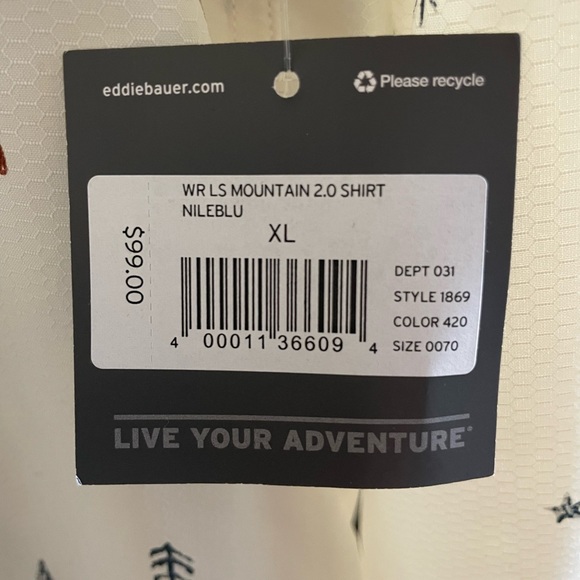 eddiebauer.com
Please recycle
WR LS MOUNTAIN 2.0 SHIRT
NILEBLU
XL
$99.00
DEPT 031
STYLE 1869
COLOR 420
SIZE 0070
4 00011 36609 4
LIVE YOUR ADVENTURE®